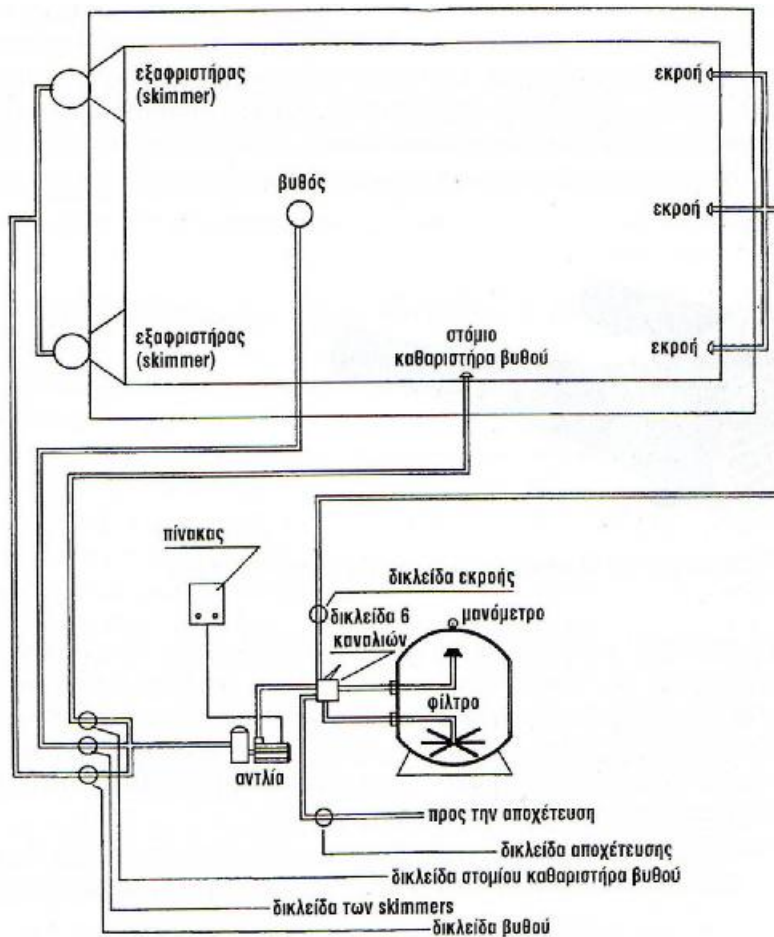 εξαφριστήρας
(skimmer)
εκροή
βυθός
εκροή
εξαφριστήρας
(skimmer)
στόμιο
καθαριστήρα βυθού
εκροή
πίνακας
δικλείδα εκροής
δικλείδα 6
καναλιών
μανόμετρο
φίλτρο
αντλία
προς την αποχέτευση
δικλείδα αποχέτευσης
δικλείδα στομίου καθαριστήρα βυθού
δικλείδα των skimmers
δικλείδα βυθού